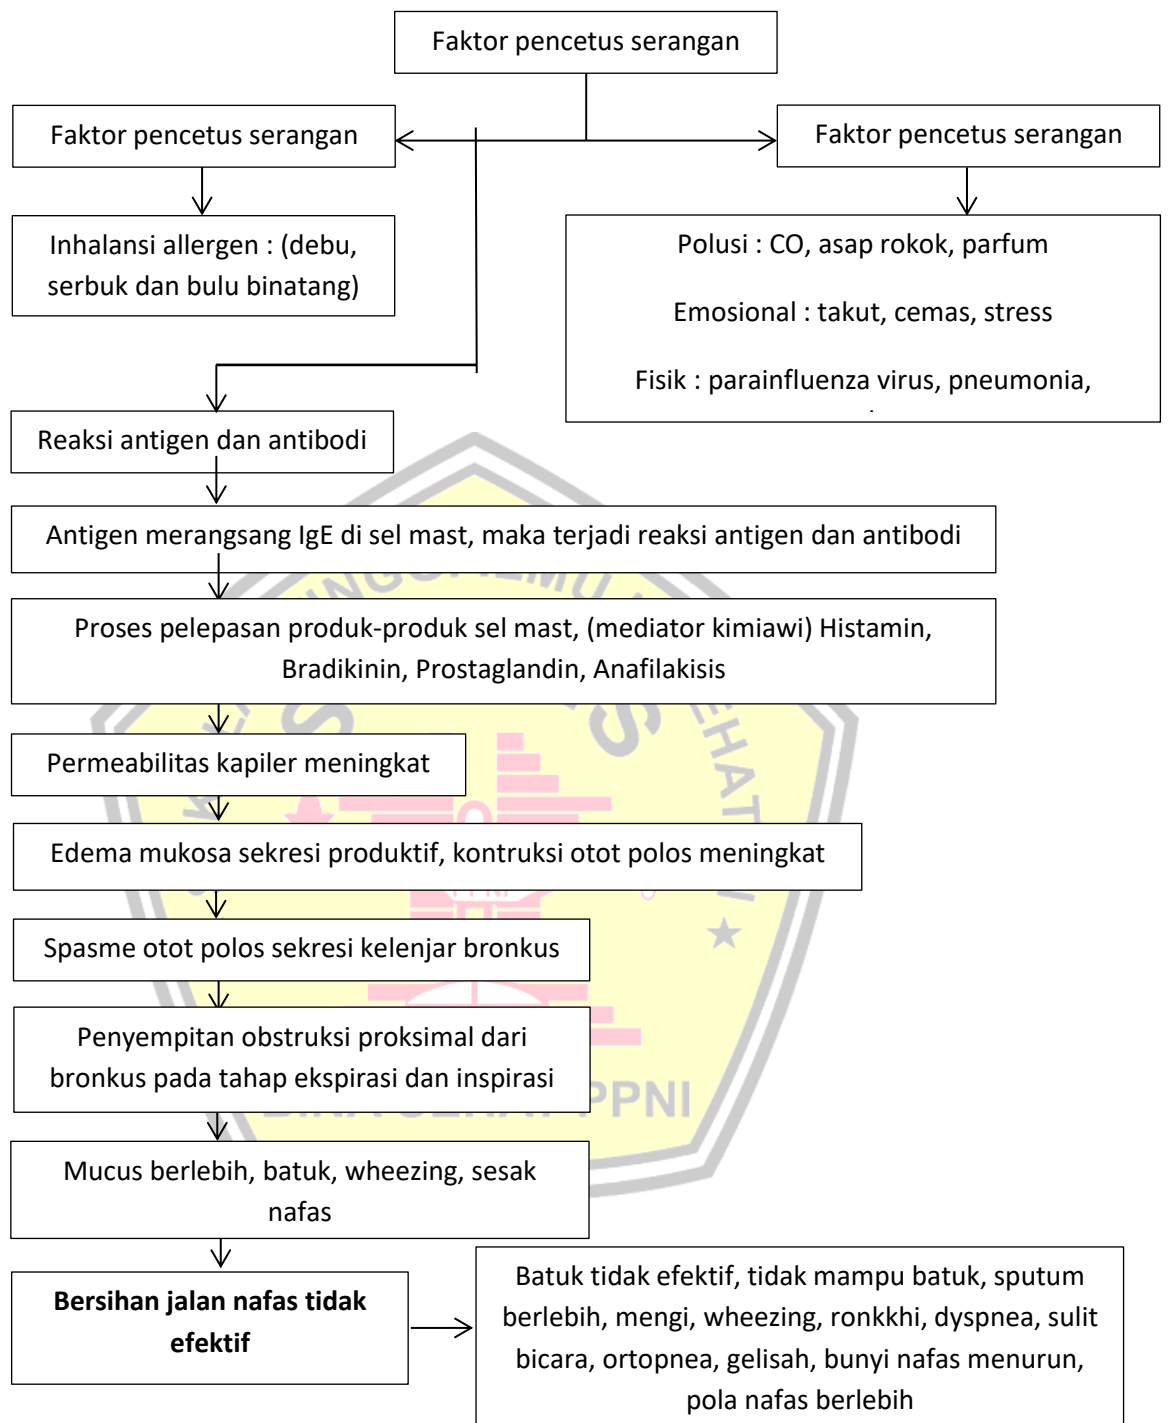 Faktor pencetus serangan
Faktor pencetus serangan
Faktor pencetus serangan
Inhalansi allergen : (debu,
serbuk dan bulu binatang)
Polusi : CO, asap rokok, parfum
Emosional : takut, cemas, stress
Fisik : parainfluenza virus, pneumonia,
Reaksi antigen dan antibodi
Antigen merangsang IgE di sel mast, maka terjadi reaksi antigen dan antibodi
Proses pelepasan produk-produk sel mast, (mediator kimiawi) Histamin,
Bradikinin, Prostaglandin, Anafilakisis
Permeabilitas kapiler meningkat
Edema mukosa sekresi produktif, kontruksi otot polos meningkat
Spasme otot polos sekresi kelenjar bronkus
Penyempitan obstruksi proksimal dari
bronkus pada tahap ekspirasi dan inspirasi
PPNI
Mucus berlebih, batuk, wheezing, sesak
nafas
Bersihan jalan nafas tidak
efektif
Batuk tidak efektif, tidak mampu batuk, sputum
berlebih, mengi, wheezing, ronkkhi, dyspnea, sulit
bicara, ortopnea, gelisah, bunyi nafas menurun,
pola nafas berlebih